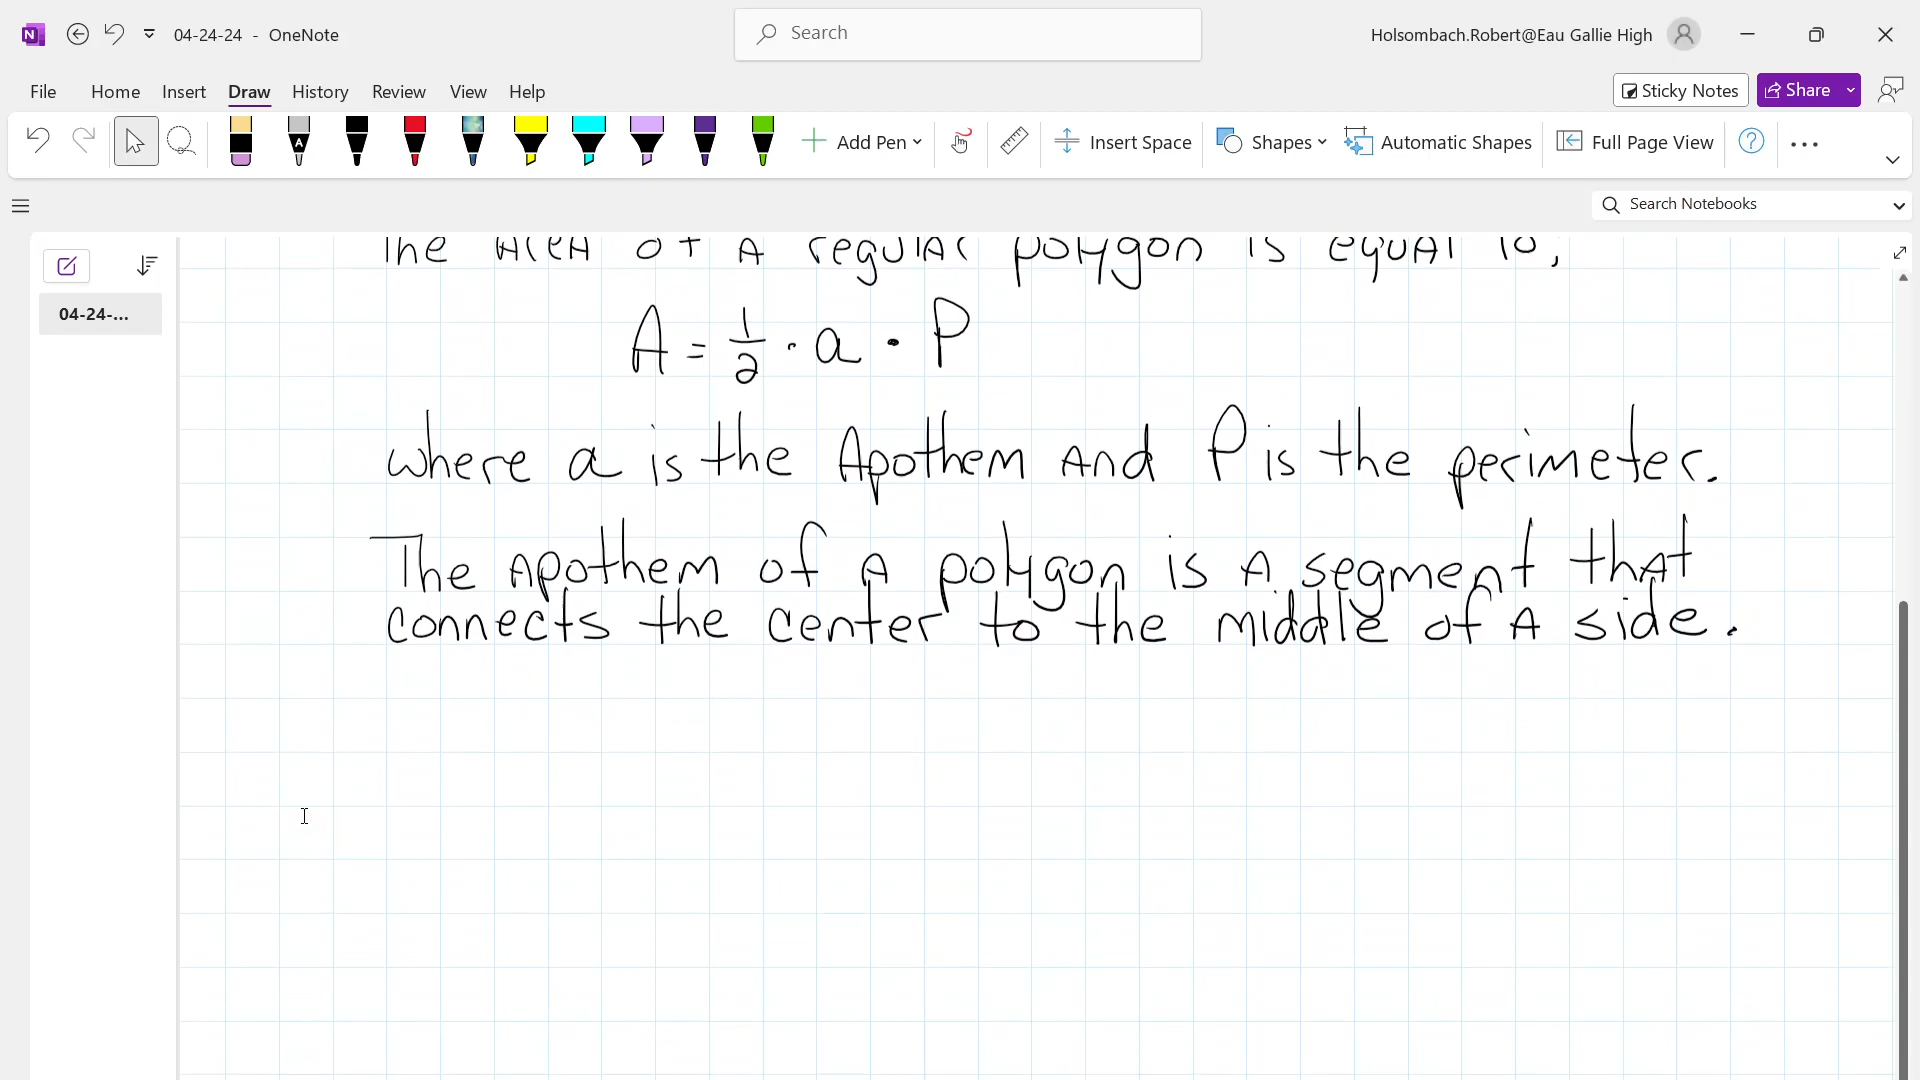 04-24-24 - OneNote
Search
Holsombach.Robert@Eau Gallie High
File Home Insert Draw History Review View Help
Sticky Notes Share
A
Add Pen Insert Space Shapes Automatic Shapes Full Page View ? ...
Search Notebooks
04-24-...
The AreA of A regulAr polygon is equAl to;
A = 1/2 · a · P
where a is the Apothem And P is the perimeter.
The Apothem of A polygon is A segment thAt
connects the center to the middle of A side.